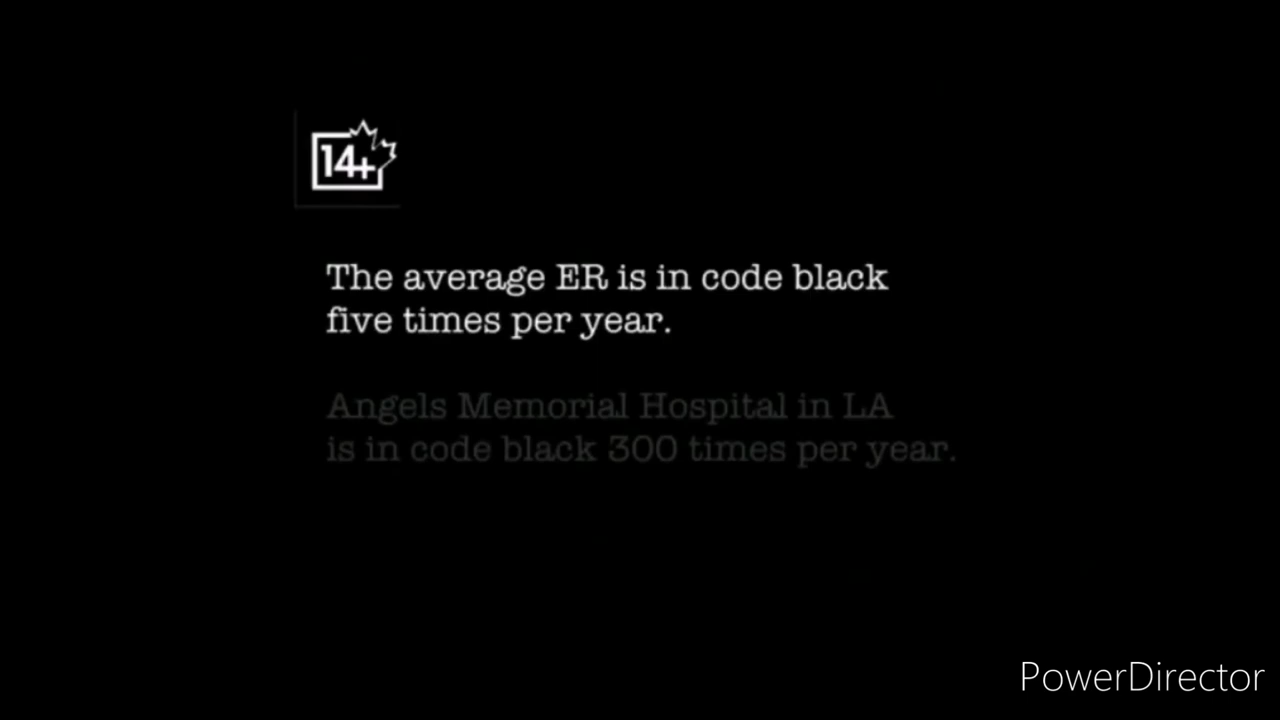 14+
The average ER is in code black
five times per year.
Angels Memorial Hospital in LA
is in code black 300 times per year.
PowerDirector